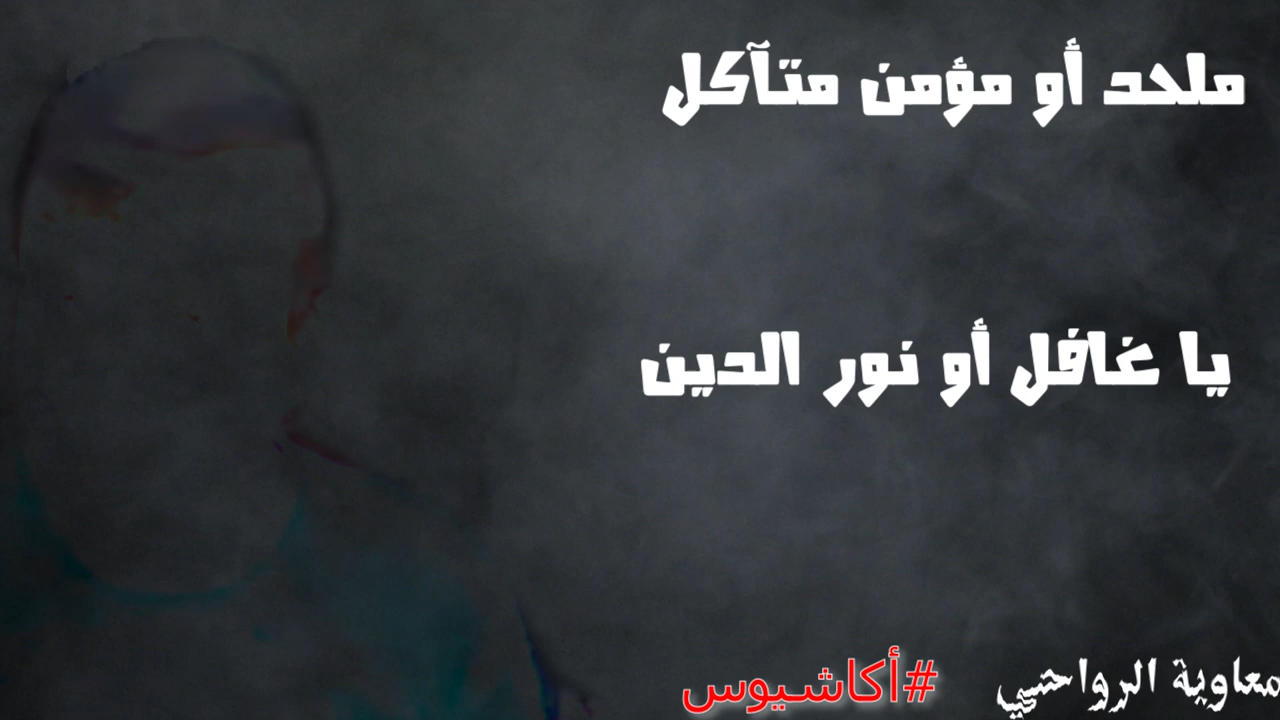 ملحد أو مؤمن متآكل
يا غافل أو نور الدين
معاوية الرواحي #أكاشيوس